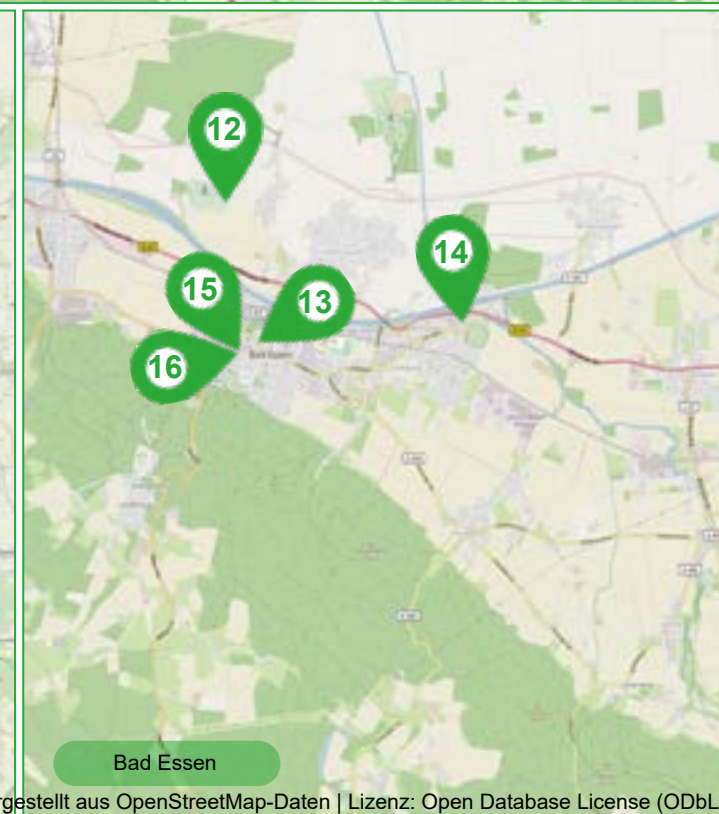 12
14
15
13
16
Bad Essen
Bad Essen
rgestellt aus OpenStreetMap-Daten | Lizenz: Open Database License (ODbL